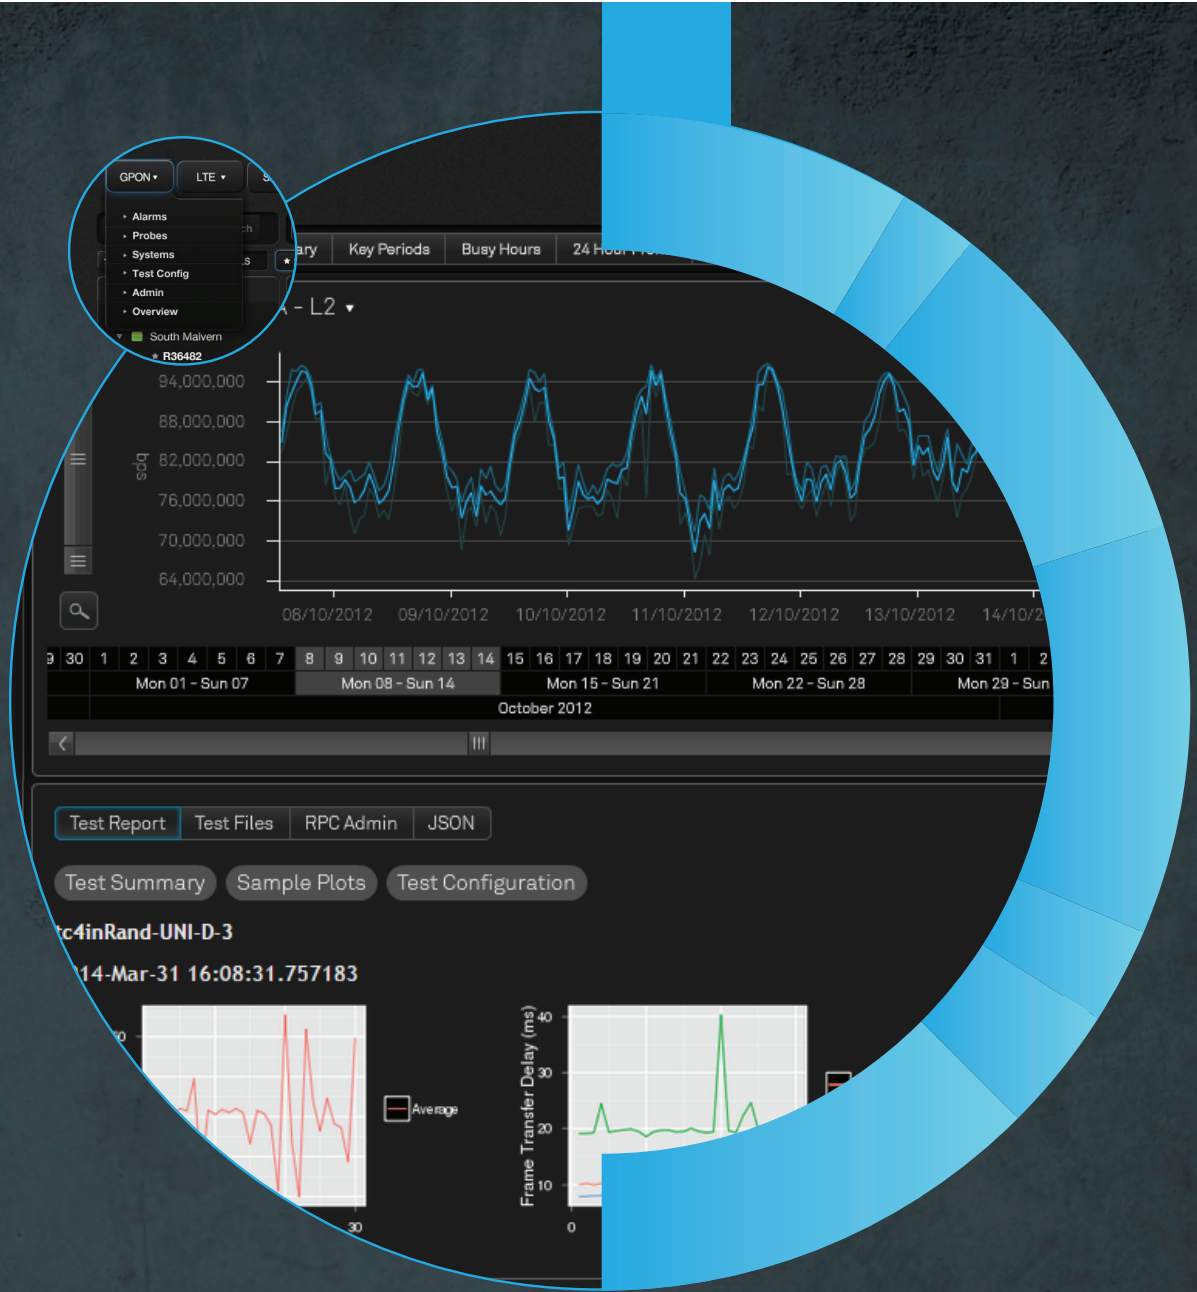 GPON LTE
Alarms
Probes
Systems
Test Config
Admin
Overview
South Malvern
R36482
Key Periods Busy Hours 24
- L2
94,000,000
88,000,000
82,000,000
76,000,000
70,000,000
64,000,000
bps
08/10/2012 09/10/2012 10/10/2012 11/10/2012 12/10/2012 13/10/2012 14/10/2
9 30 1 2 3 4 5 6 7 8 9 10 11 12 13 14 15 16 17 18 19 20 21 22 23 24 25 26 27 28 29 30 31 1 2
Mon 01 - Sun 07 Mon 08 - Sun 14 Mon 15 - Sun 21 Mon 22 - Sun 28 Mon 29 - Sun
October 2012
Test Report Test Files RPC Admin JSON
Test Summary Sample Plots Test Configuration
tc4inRand-UNI-D-3
14-Mar-31 16:08:31.757183
Average
30
Frame Transfer Delay (ms)
40
30
20
10
0